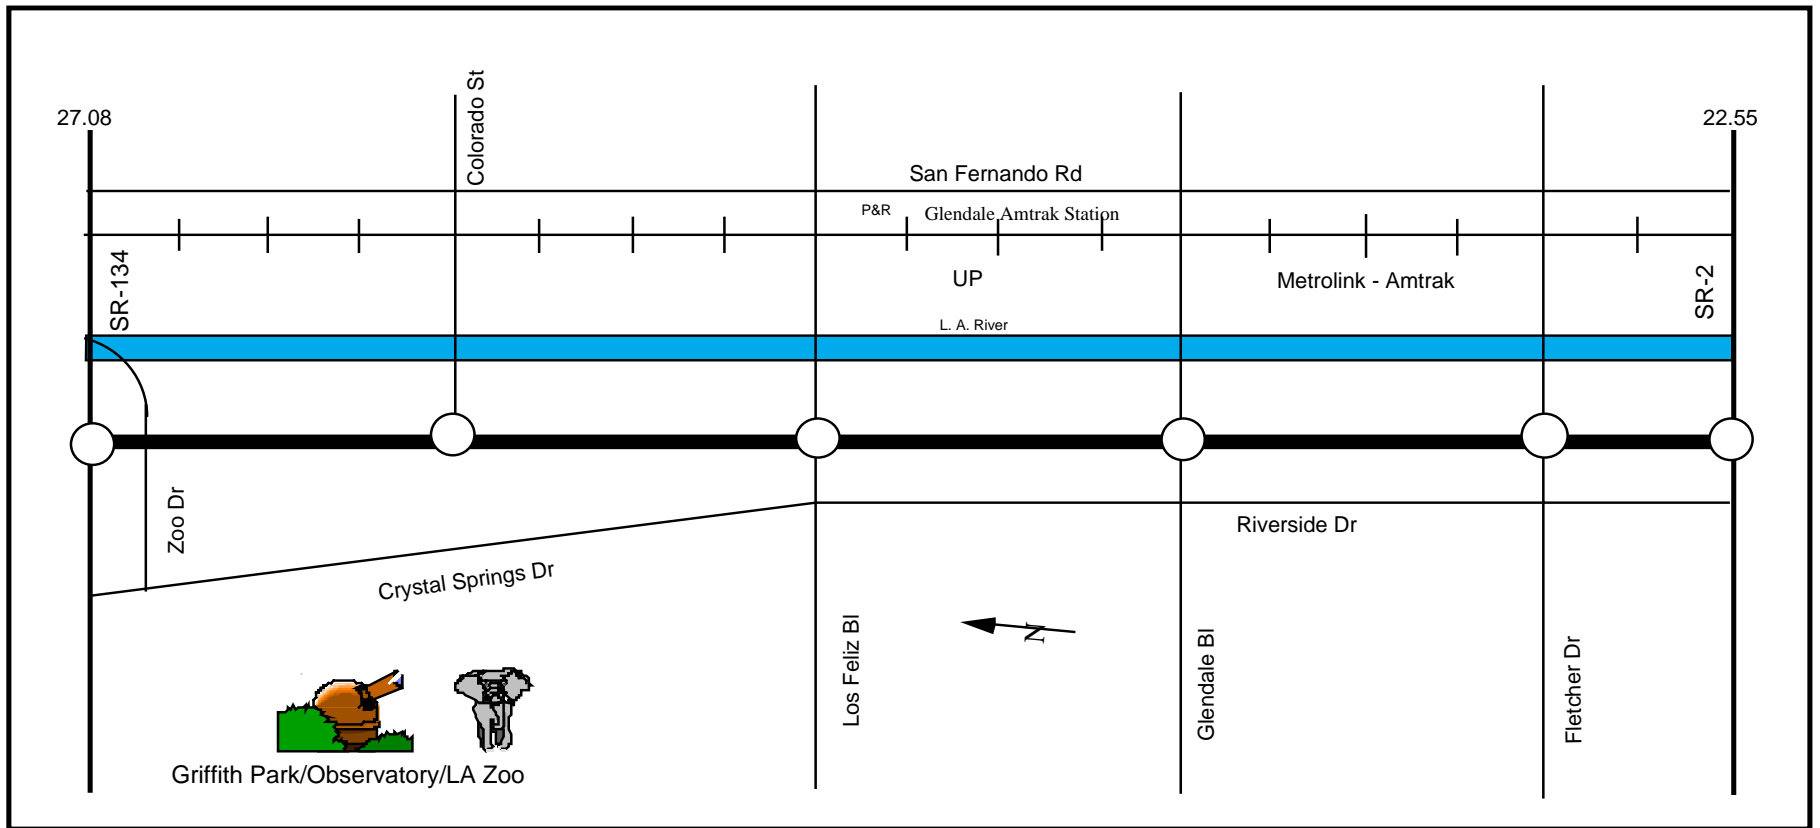 Colorado St
27.08
22.55
San Fernando Rd
P&R
Glendale Amtrak Station
SR-134
UP
Metrolink - Amtrak
SR-2
L. A. River
Zoo Dr
Riverside Dr
Crystal Springs Dr
N
Los Feliz Bl
Glendale Bl
Fletcher Dr
Griffith Park/Observatory/LA Zoo